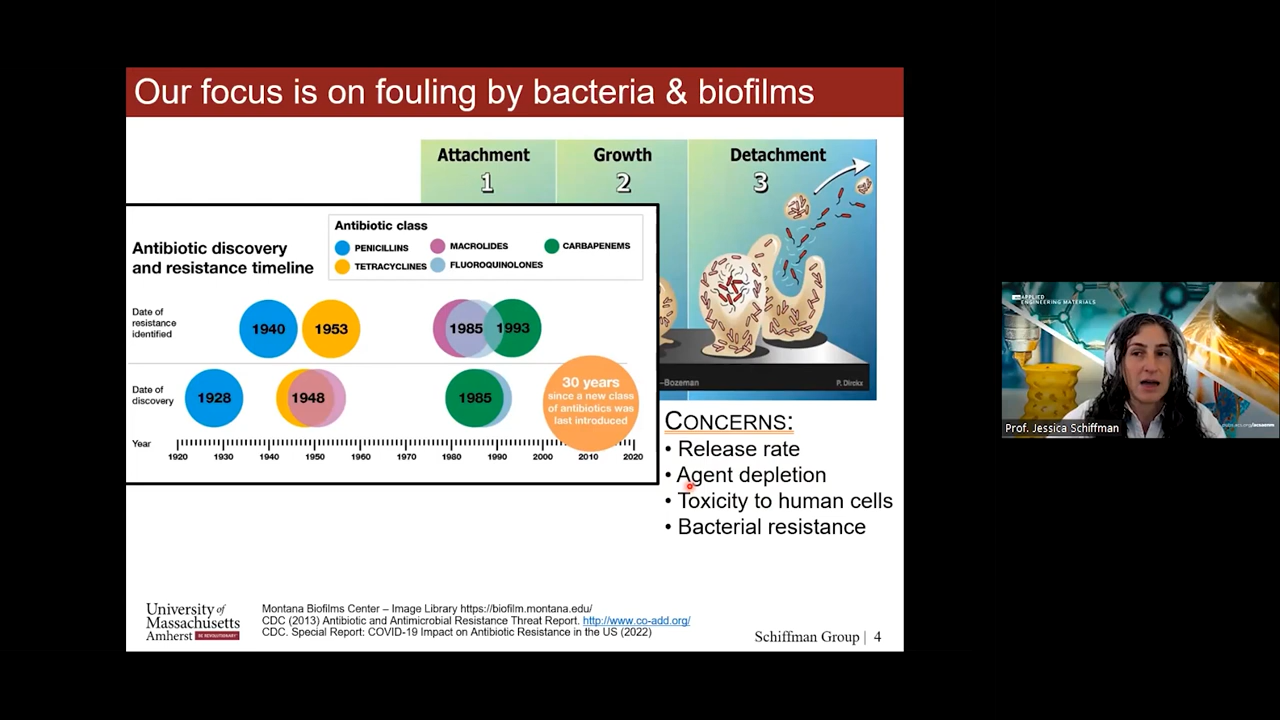 Our focus is on fouling by bacteria & biofilms
Attachment
1
Growth
2
Detachment
3
Antibiotic discovery
and resistance timeline
Antibiotic class
PENICILLINS
MACROLIDES
CARBAPENEMS
TETRACYCLINES
FLUOROQUINOLONES
Date of
resistance
identified
1940
1953
1985
1993
Date of
discovery
1928
1948
1985
30 years
since a new class
of antibiotics was
last introduced
Year
1920 1930 1940 1950 1960 1970 1980 1990 2000 2010 2020
–Bozeman
P. Dirckx
CONCERNS:
• Release rate
• Agent depletion
• Toxicity to human cells
• Bacterial resistance
University of
Massachusetts
Amherst BE REVOLUTIONARY
Montana Biofilms Center – Image Library https://biofilm.montana.edu/
CDC (2013) Antibiotic and Antimicrobial Resistance Threat Report. http://www.co-add.org/
CDC. Special Report: COVID-19 Impact on Antibiotic Resistance in the US (2022)
Schiffman Group | 4
APPLIED
ENGINEERING MATERIALS
Prof. Jessica Schiffman